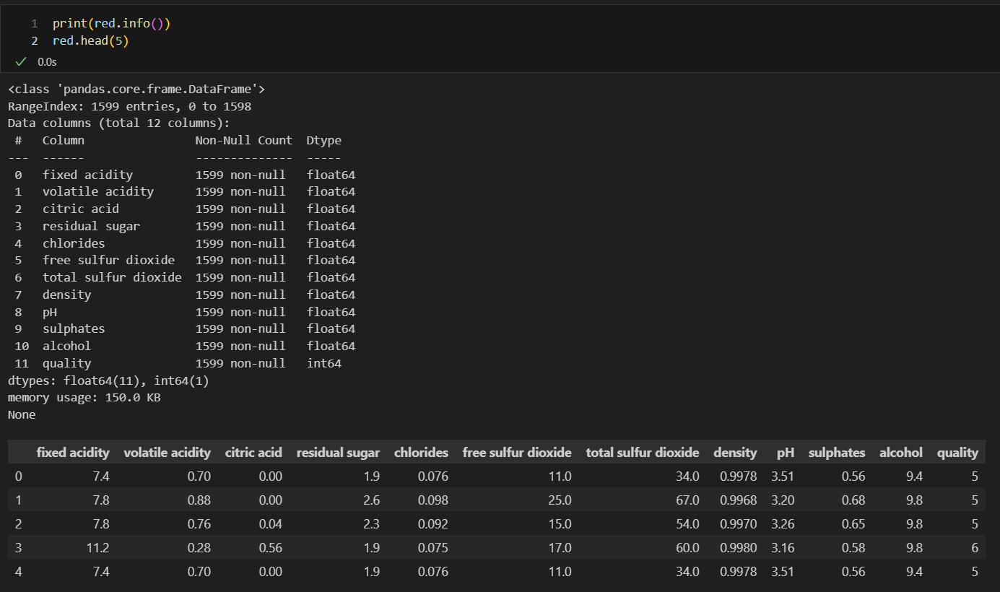 1 print(red.info())
2 red.head(5)
✓ 0.0s
<class 'pandas.core.frame.DataFrame'>
RangeIndex: 1599 entries, 0 to 1598
Data columns (total 12 columns):
 #   Column                Non-Null Count  Dtype
---  ------                --------------  -----
 0   fixed acidity         1599 non-null   float64
 1   volatile acidity      1599 non-null   float64
 2   citric acid           1599 non-null   float64
 3   residual sugar        1599 non-null   float64
 4   chlorides             1599 non-null   float64
 5   free sulfur dioxide   1599 non-null   float64
 6   total sulfur dioxide  1599 non-null   float64
 7   density               1599 non-null   float64
 8   pH                    1599 non-null   float64
 9   sulphates             1599 non-null   float64
 10  alcohol               1599 non-null   float64
 11  quality               1599 non-null   int64
dtypes: float64(11), int64(1)
memory usage: 150.0 KB
None
fixed acidity volatile acidity citric acid residual sugar chlorides free sulfur dioxide total sulfur dioxide density pH sulphates alcohol quality
0 7.4 0.70 0.00 1.9 0.076 11.0 34.0 0.9978 3.51 0.56 9.4 5
1 7.8 0.88 0.00 2.6 0.098 25.0 67.0 0.9968 3.20 0.68 9.8 5
2 7.8 0.76 0.04 2.3 0.092 15.0 54.0 0.9970 3.26 0.65 9.8 5
3 11.2 0.28 0.56 1.9 0.075 17.0 60.0 0.9980 3.16 0.58 9.8 6
4 7.4 0.70 0.00 1.9 0.076 11.0 34.0 0.9978 3.51 0.56 9.4 5